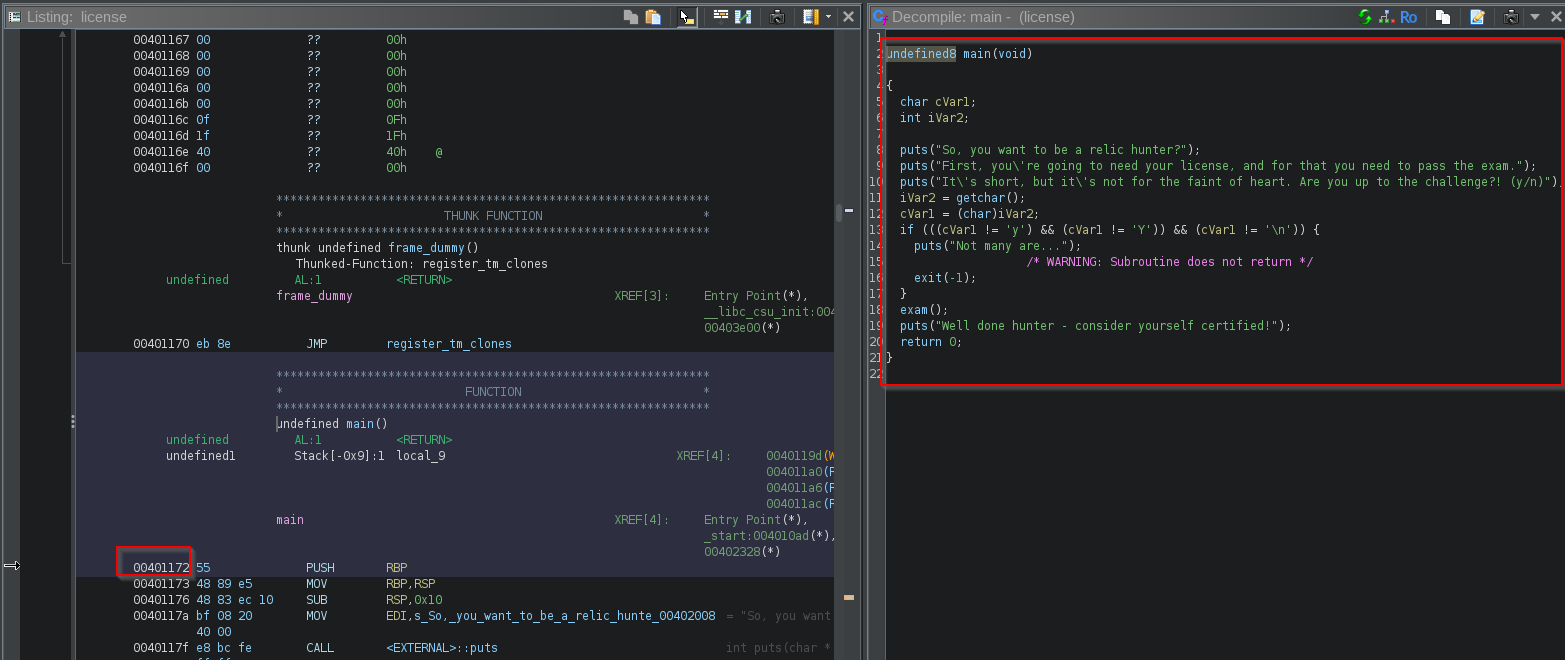 Listing: license
00401167 00 ?? 00h
00401168 00 ?? 00h
00401169 00 ?? 00h
0040116a 00 ?? 00h
0040116b 00 ?? 00h
0040116c 0f ?? 0Fh
0040116d 1f ?? 1Fh
0040116e 40 ?? 40h @
0040116f 00 ?? 00h
**************************************************************
* THUNK FUNCTION *
**************************************************************
thunk undefined frame_dummy()
Thunked-Function: register_tm_clones
undefined AL:1 <RETURN>
frame_dummy XREF[3]: Entry Point(*),
__libc_csu_init:004
00403e00(*)
00401170 eb 8e JMP register_tm_clones
**************************************************************
* FUNCTION *
**************************************************************
undefined main()
undefined AL:1 <RETURN>
undefined1 Stack[-0x9]:1 local_9 XREF[4]: 0040119d(W
004011a0(R
004011a6(R
004011ac(R
main XREF[4]: Entry Point(*),
_start:004010ad(*),
00402328(*)
00401172 55 PUSH RBP
00401173 48 89 e5 MOV RBP,RSP
00401176 48 83 ec 10 SUB RSP,0x10
0040117a bf 08 20 MOV EDI,s_So,_you_want_to_be_a_relic_hunte_00402008 = "So, you want
40 00
0040117f e8 bc fe CALL <EXTERNAL>::puts int puts(char *
Decompile: main - (license)
Ro
1
2 undefined8 main(void)
3
4 {
5 char cVar1;
6 int iVar2;
7
8 puts("So, you want to be a relic hunter?");
9 puts("First, you\'re going to need your license, and for that you need to pass the exam.");
10 puts("It\'s short, but it\'s not for the faint of heart. Are you up to the challenge?! (y/n)")
11 iVar2 = getchar();
12 cVar1 = (char)iVar2;
13 if (((cVar1 != 'y') && (cVar1 != 'Y')) && (cVar1 != '\n')) {
14 puts("Not many are...");
15 /* WARNING: Subroutine does not return */
16 exit(-1);
17 }
18 exam();
19 puts("Well done hunter - consider yourself certified!");
20 return 0;
21 }
22